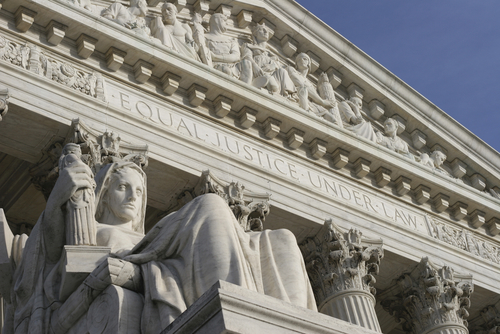 EQUAL · JUSTICE · UNDER · LAW